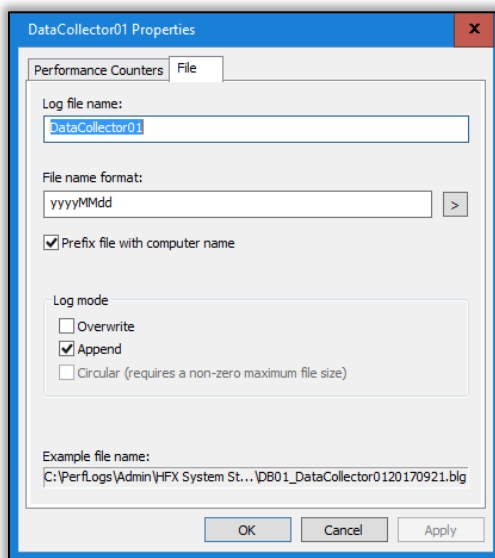 DataCollector01 Properties
x
Performance Counters File
Log file name:
DataCollector01
File name format:
yyyyMMdd
>
Prefix file with computer name
Log mode
Overwrite
Append
Circular (requires a non-zero maximum file size)
Example file name:
C:\PerfLogs\Admin\HFX System St...\DB01_DataCollector0120170921.blg
OK Cancel Apply